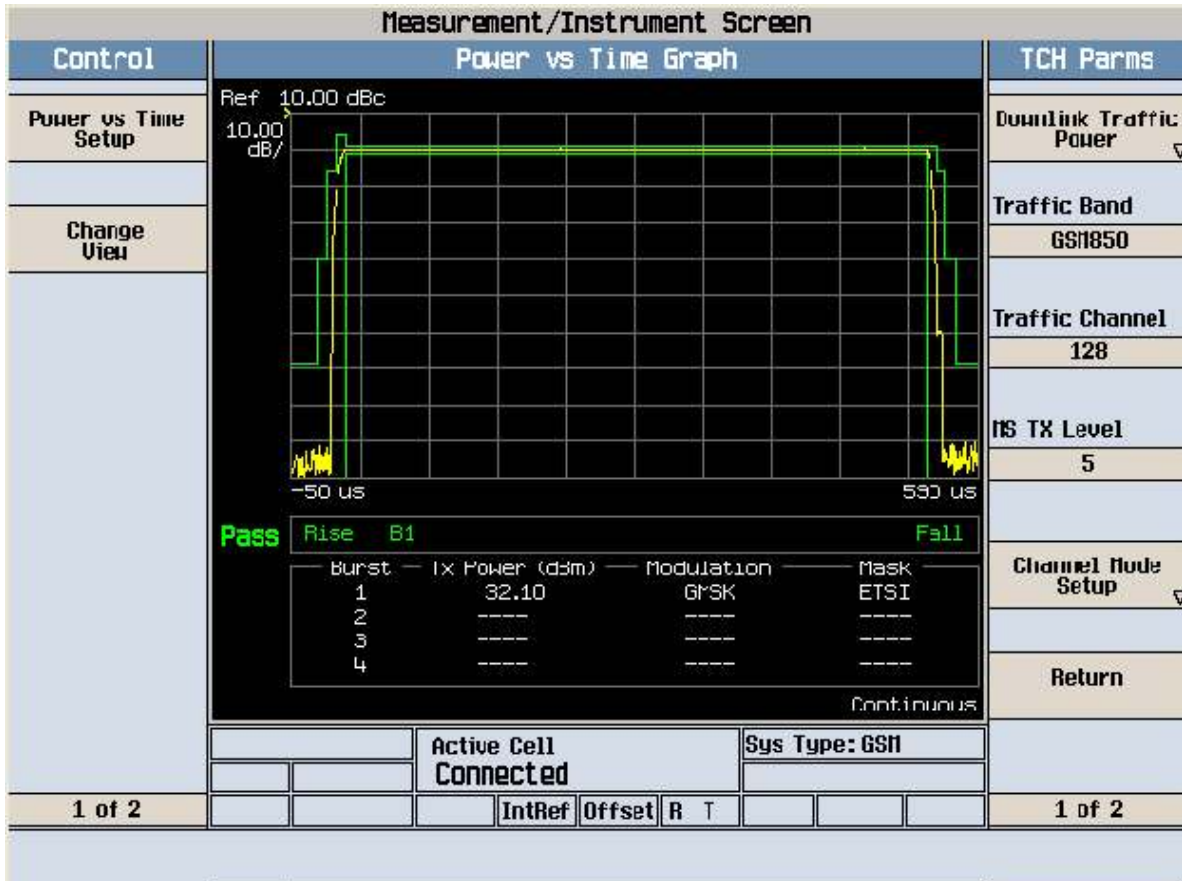 Measurement/Instrument Screen
Control
Power vs Time Graph
TCH Parms
Power vs Time
Setup
Change
View
1 of 2
Ref 10.00 dBc
10.00
dB/
-50 us
590 us
Pass
Rise B1 Fall
Burst Tx Power (dBm) Modulation Mask
1 32.10 GMSK ETSI
2 ---- ---- ----
3 ---- ---- ----
4 ---- ---- ----
Continuous
Downlink Traffic
Power
Traffic Band
GSM850
Traffic Channel
128
MS TX Level
5
Channel Mode
Setup
Return
1 of 2
Active Cell
Connected
Sys Type: GSM
IntRef Offset R T